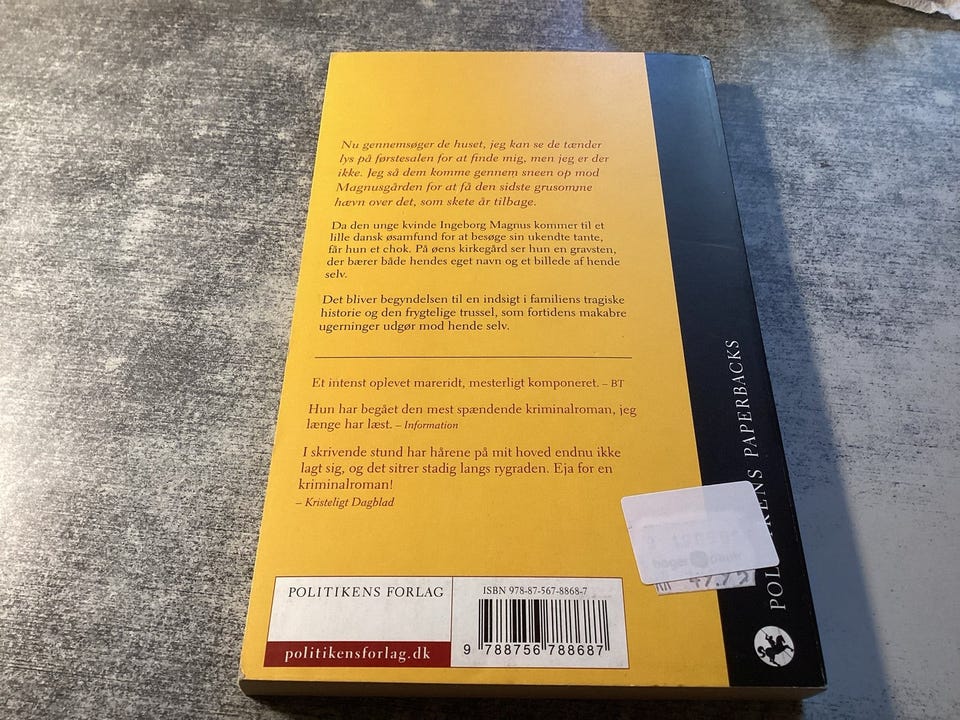 Nu gennemsøger de huset, jeg kan se de tænder
lys på førstesalen for at finde mig, men jeg er der
ikke. Jeg så dem komme gennem sneen op mod
Magnusgården for at få den sidste grusomme
hævn over det, som skete år tilbage.
Da den unge kvinde Ingeborg Magnus kommer til et
lille dansk øsamfund for at besøge sin ukendte tante,
får hun et chok. På øens kirkegård ser hun en gravsten,
der bærer både hendes eget navn og et billede af hende
selv.
Det bliver begyndelsen til en indsigt i familiens tragiske
historie og den frygtelige trussel, som fortidens makabre
ugerninger udgør mod hende selv.
Et intenst oplevet mareridt, mesterligt komponeret. – BT
Hun har begået den mest spændende kriminalroman, jeg
længe har læst. – Information
I skrivende stund har hårene på mit hoved endnu ikke
lagt sig, og det sitrer stadig langs rygraden. Eja for en
kriminalroman!
– Kristeligt Dagblad
POLITIKENS FORLAG
politikensforlag.dk
ISBN 978-87-567-8868-7
9 788756 788687
PAPERBACKS